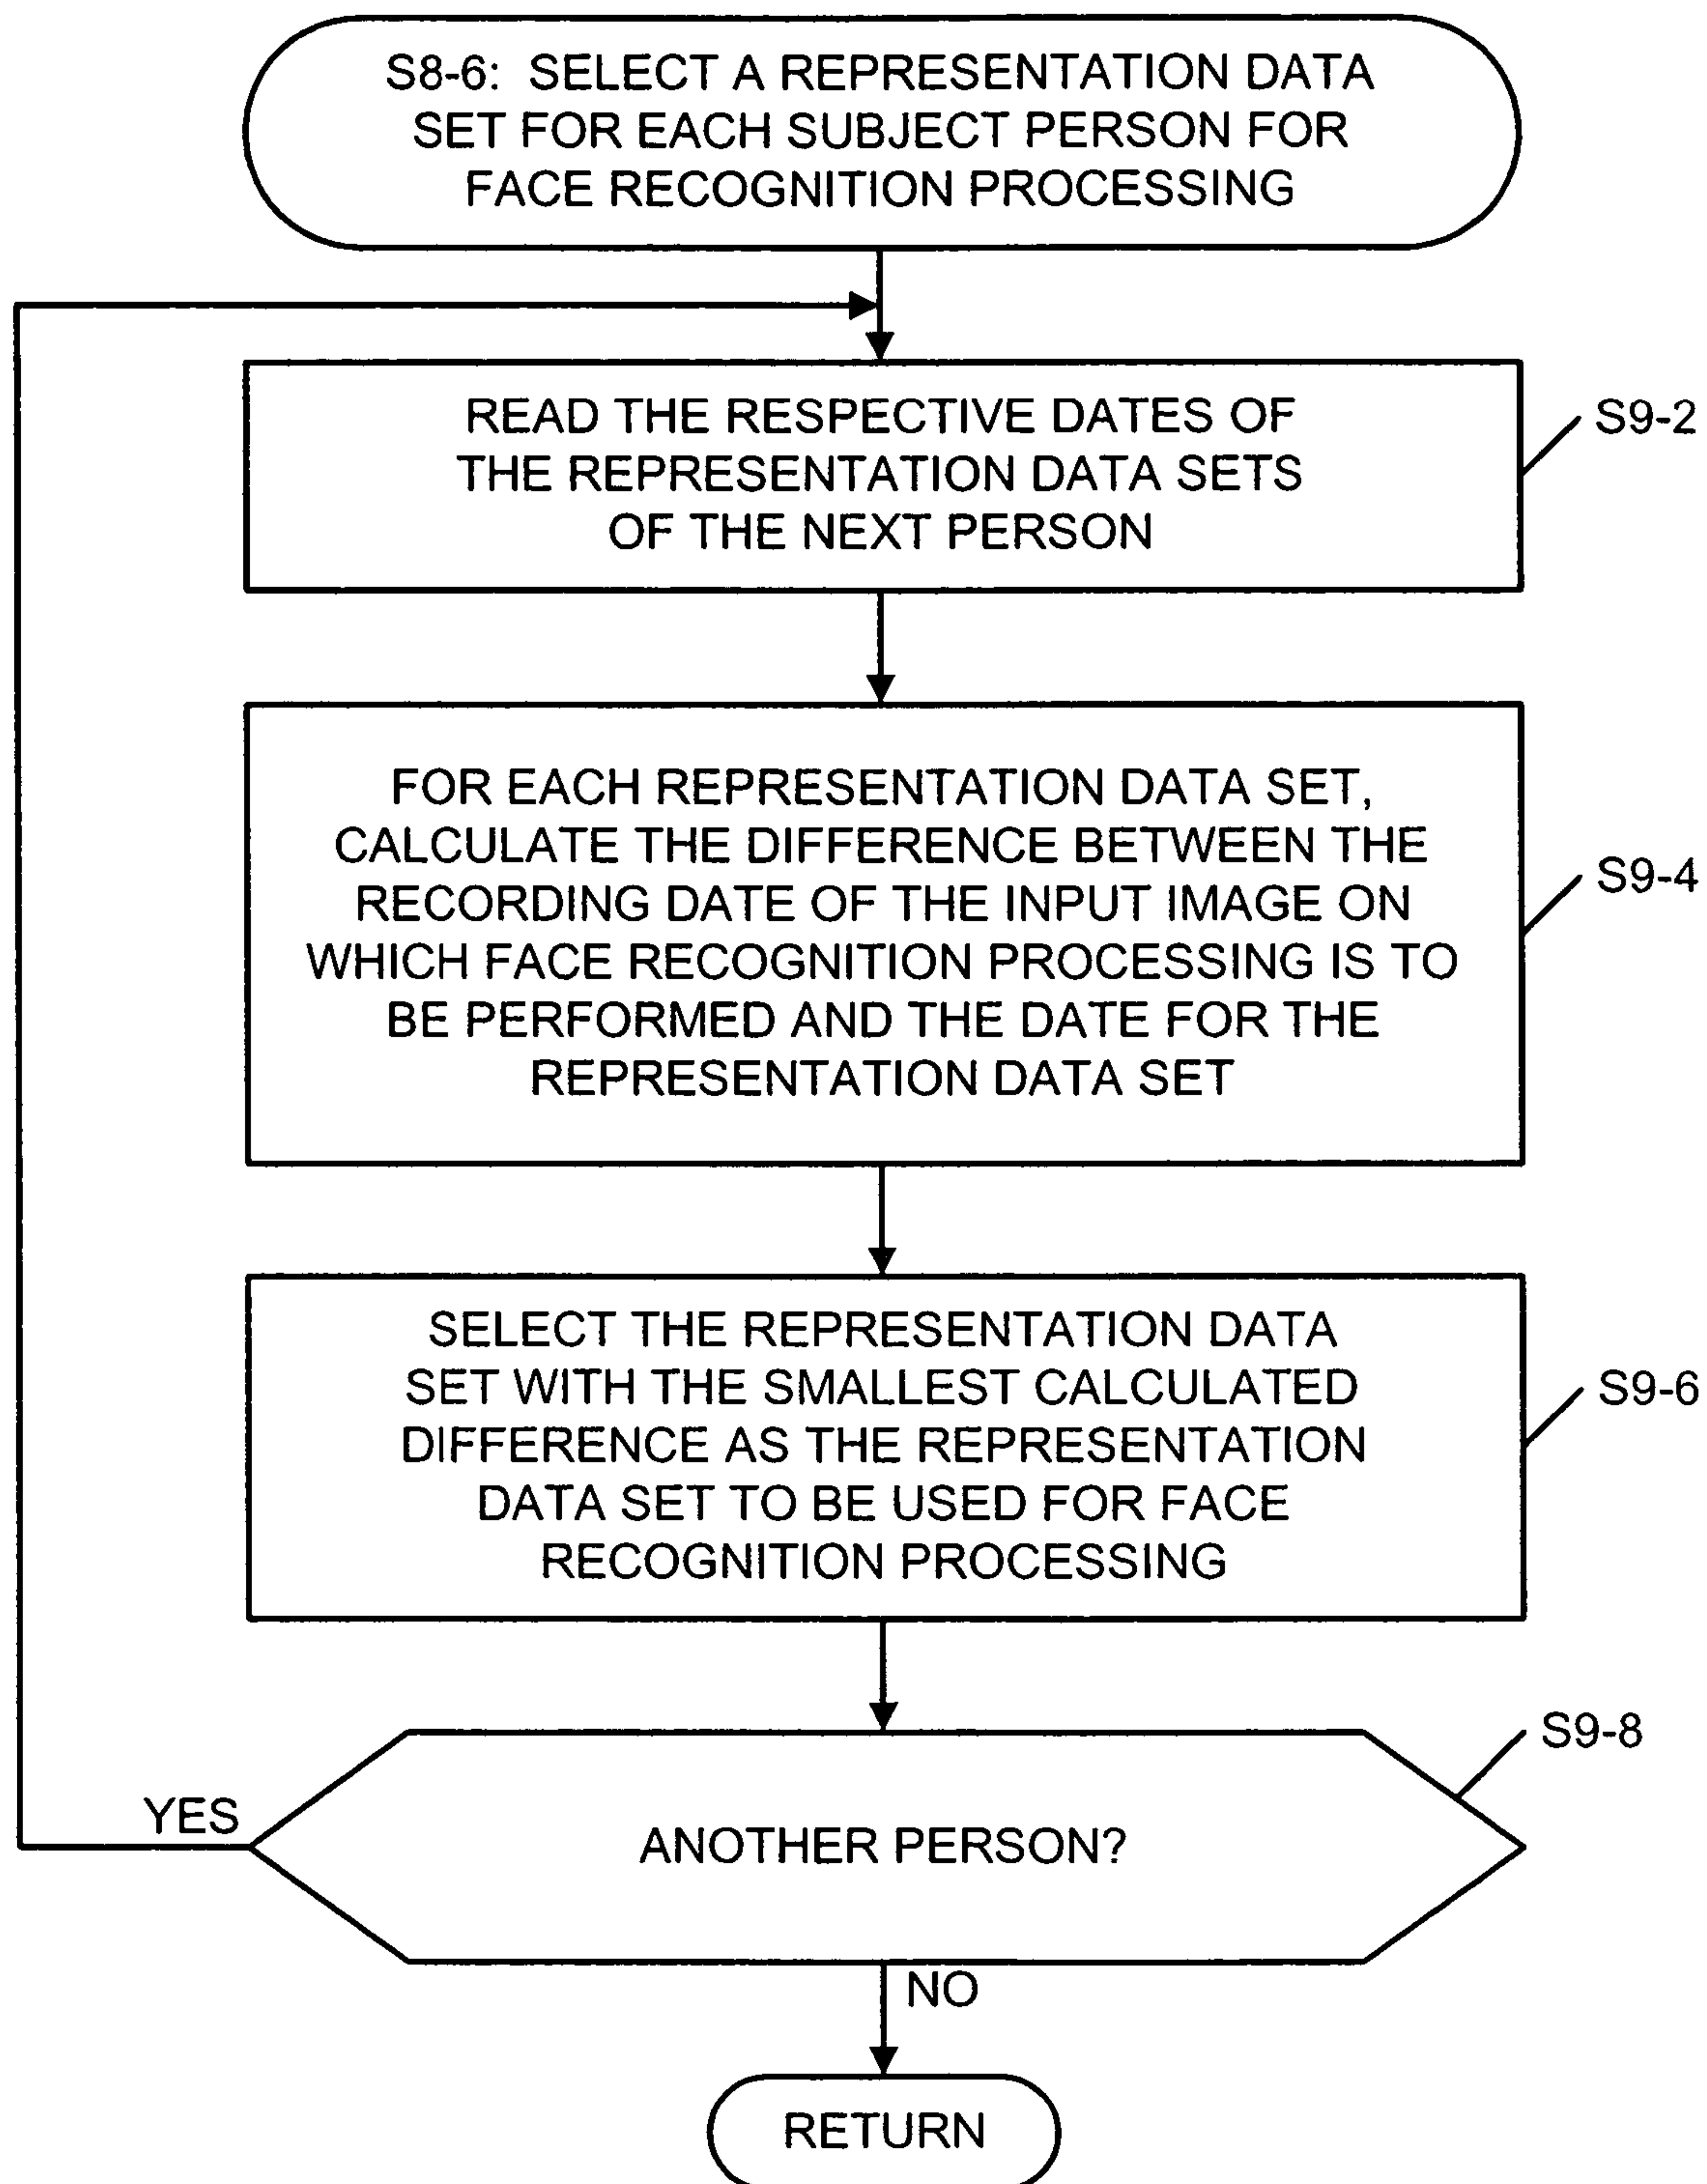 S8-6: SELECT A REPRESENTATION DATA
SET FOR EACH SUBJECT PERSON FOR
FACE RECOGNITION PROCESSING
READ THE RESPECTIVE DATES OF
THE REPRESENTATION DATA SETS
OF THE NEXT PERSON
S9-2
FOR EACH REPRESENTATION DATA SET,
CALCULATE THE DIFFERENCE BETWEEN THE
RECORDING DATE OF THE INPUT IMAGE ON
WHICH FACE RECOGNITION PROCESSING IS TO
BE PERFORMED AND THE DATE FOR THE
REPRESENTATION DATA SET
S9-4
SELECT THE REPRESENTATION DATA
SET WITH THE SMALLEST CALCULATED
DIFFERENCE AS THE REPRESENTATION
DATA SET TO BE USED FOR FACE
RECOGNITION PROCESSING
S9-6
S9-8
YES
ANOTHER PERSON?
NO
RETURN